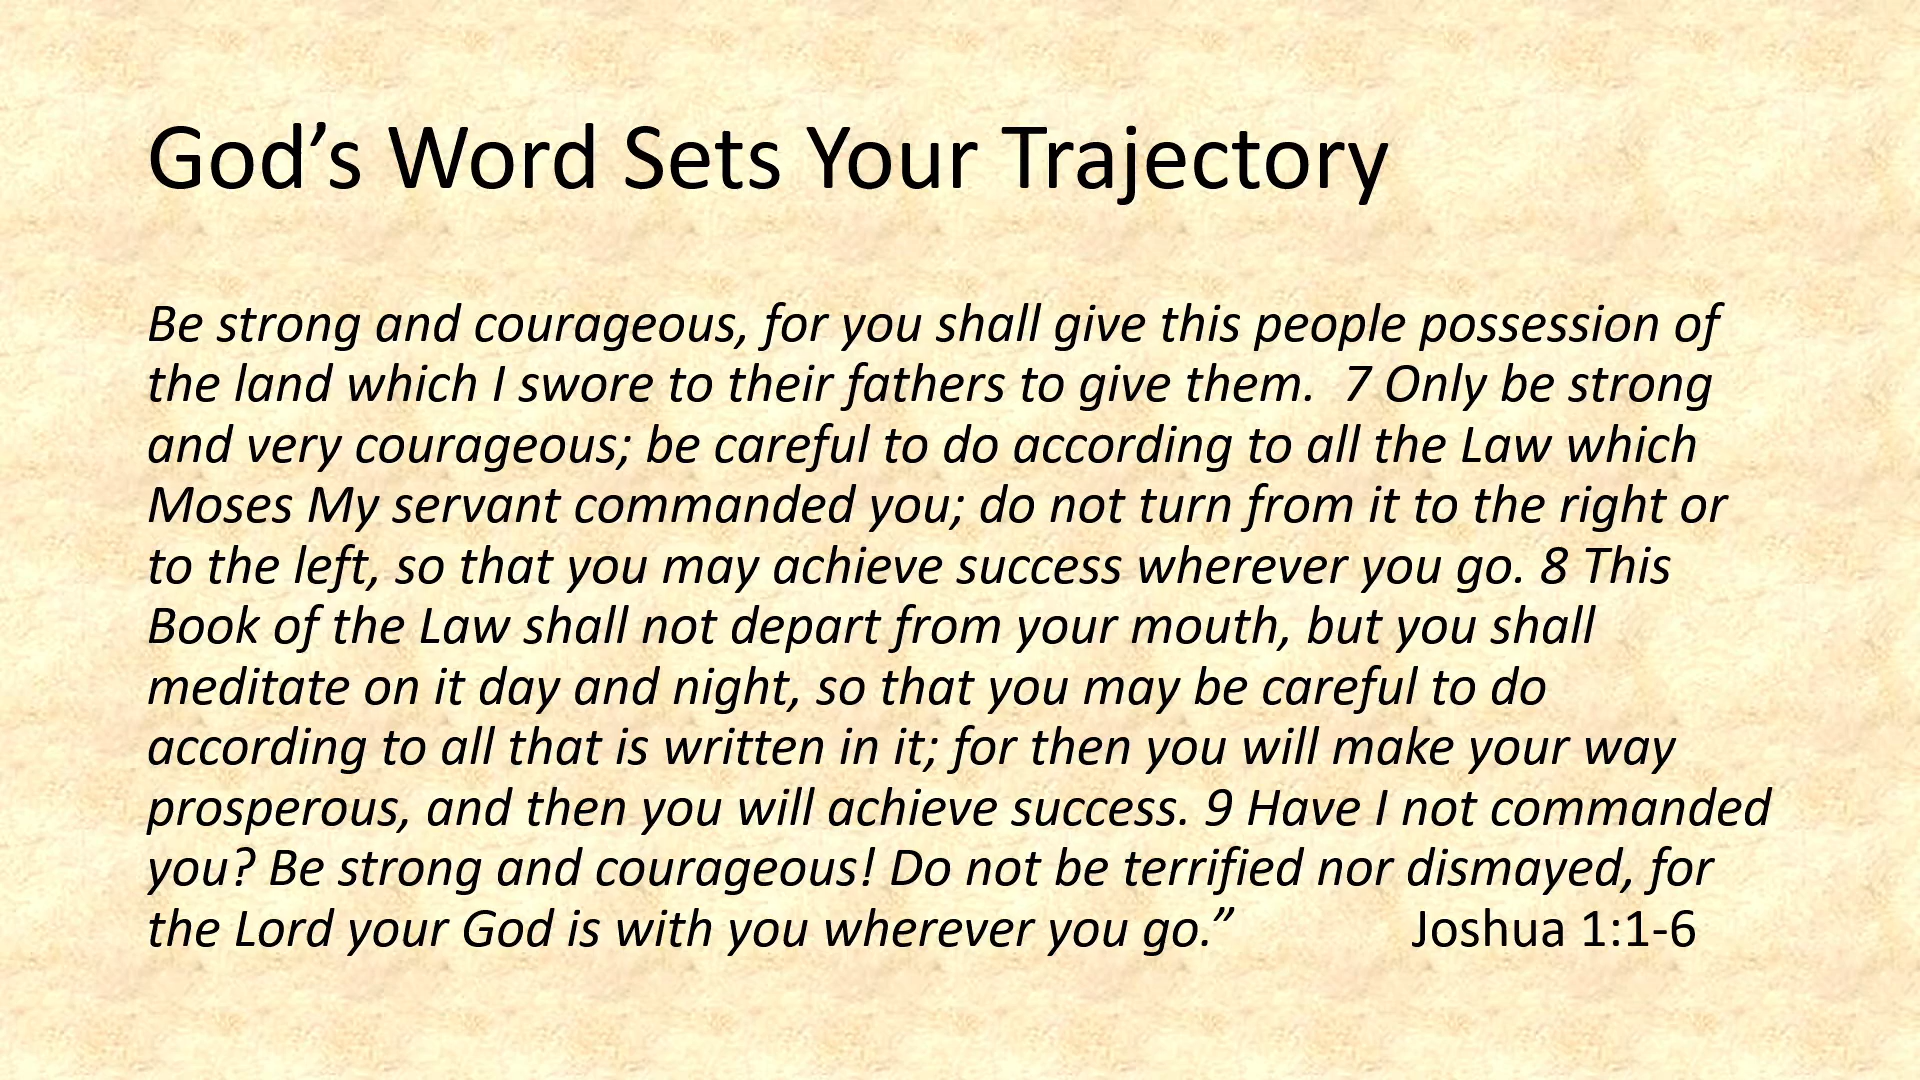 God’s Word Sets Your Trajectory
Be strong and courageous, for you shall give this people possession of
the land which I swore to their fathers to give them.  7 Only be strong
and very courageous; be careful to do according to all the Law which
Moses My servant commanded you; do not turn from it to the right or
to the left, so that you may achieve success wherever you go. 8 This
Book of the Law shall not depart from your mouth, but you shall
meditate on it day and night, so that you may be careful to do
according to all that is written in it; for then you will make your way
prosperous, and then you will achieve success. 9 Have I not commanded
you? Be strong and courageous! Do not be terrified nor dismayed, for
the Lord your God is with you wherever you go.” Joshua 1:1-6